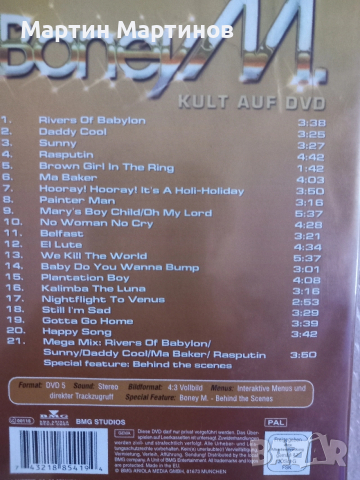 Мартин Мартинов
Boney M.
KULT AUF DVD
1. Rivers Of Babylon 3:38
2. Daddy Cool 3:25
3. Sunny 4:27
4. Rasputin 4:42
5. Brown Girl In The Ring 1:42
6. Ma Baker 4:03
7. Hooray! Hooray! It's A Holi-Holiday 3:50
8. Painter Man 3:16
9. Mary's Boy Child/Oh My Lord 5:37
10. No Woman No Cry 4:28
11. Belfast 3:21
12. El Lute 4:34
13. We Kill The World 5:37
14. Baby Do You Wanna Bump 3:01
15. Plantation Boy 4:08
16. Kalimba The Luna 3:16
17. Nightflight To Venus 2:53
18. Still I'm Sad 3:29
19. Gotta Go Home 3:39
20. Happy Song 3:42
21. Mega Mix: Rivers Of Babylon/
Sunny/Daddy Cool/Ma Baker/ Rasputin 3:50
Special feature: Behind the scenes
Format: DVD 5 Sound: Stereo Bildformat: 4:3 Vollbild Menus: Interaktive Menus und
direkter Trackzugriff Special Feature: Boney M. - Behind the Scenes
BMG
BMG STUDIOS
PAL
7 43218 85419 4